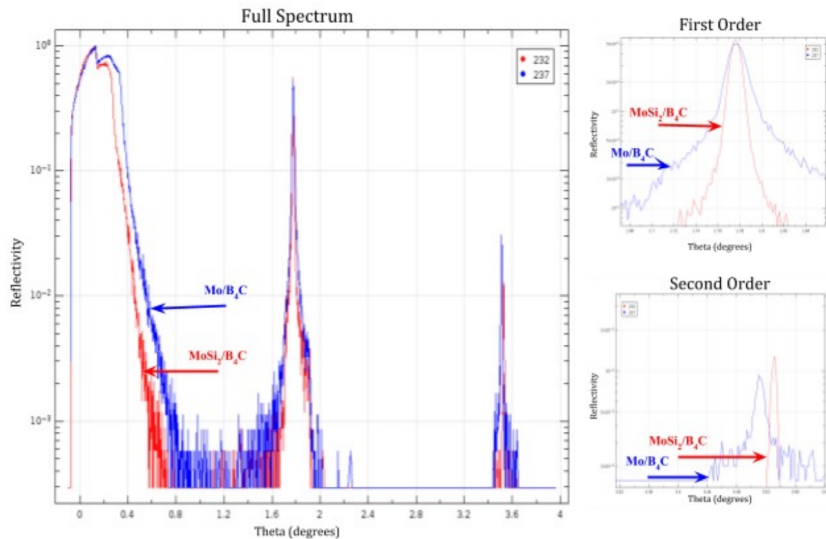 Full Spectrum
10⁰
10⁻¹
10⁻²
10⁻³
Reflectivity
232
237
Mo/B₄C
MoSi₂/B₄C
0 0.4 0.8 1.2 1.6 2 2.4 2.8 3.2 3.6 4
Theta (degrees)
First Order
MoSi₂/B₄C
Mo/B₄C
Reflectivity
Theta (degrees)
Second Order
Reflectivity
MoSi₂/B₄C
Mo/B₄C
Theta (degrees)